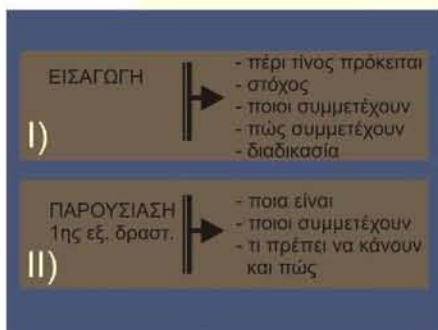 ΕΙΣΑΓΩΓΗ
I)
- πέρι τίνος πρόκειται
- στόχος
- ποιοι συμμετέχουν
- πώς συμμετέχουν
- διαδικασία
ΠΑΡΟΥΣΙΑΣΗ
1ης εξ. δραστ.
II)
- ποια είναι
- ποιοι συμμετέχουν
- τι πρέπει να κάνουν
και πώς